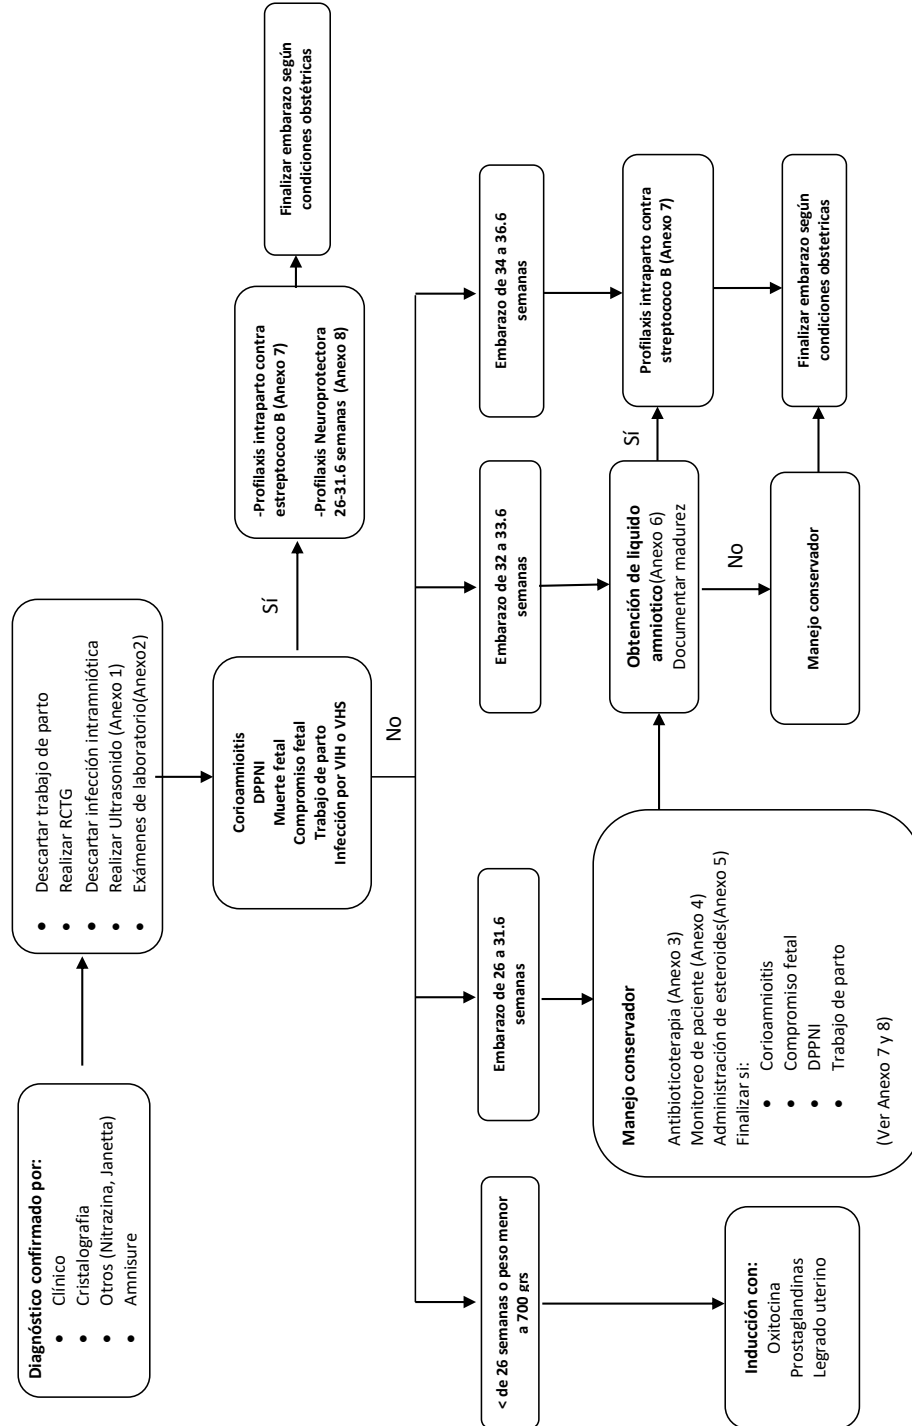 Diagnóstico confirmado por:
• Clínico
• Cristalografia
• Otros (Nitrazina, Janetta)
• Amnisure
• Descartar trabajo de parto
• Realizar RCTG
• Descartar infección intramniótica
• Realizar Ultrasonido (Anexo 1)
• Exámenes de laboratorio(Anexo2)
Corioamnioitis
DPPNI
Muerte fetal
Compromiso fetal
Trabajo de parto
Infección por VIH o VHS
Sí
-Profilaxis intraparto contra
estreptococo B (Anexo 7)
-Profilaxis Neuroprotectora
26-31.6 semanas (Anexo 8)
Finalizar embarazo según
condiciones obstétricas
No
< de 26 semanas o peso menor
a 700 grs
Embarazo de 26 a 31.6
semanas
Embarazo de 32 a 33.6
semanas
Embarazo de 34 a 36.6
semanas
Inducción con:
Oxitocina
Prostaglandinas
Legrado uterino
Manejo conservador
Antibioticoterapia (Anexo 3)
Monitoreo de paciente (Anexo 4)
Administración de esteroides(Anexo 5)
Finalizar si:
• Corioamnioitis
• Compromiso fetal
• DPPNI
• Trabajo de parto
(Ver Anexo 7 y 8)
Obtención de liquido
amniotico(Anexo 6)
Documentar madurez
Sí
Profilaxis intraparto contra
streptococo B (Anexo 7)
No
Manejo conservador
Finalizar embarazo según
condiciones obstetricas